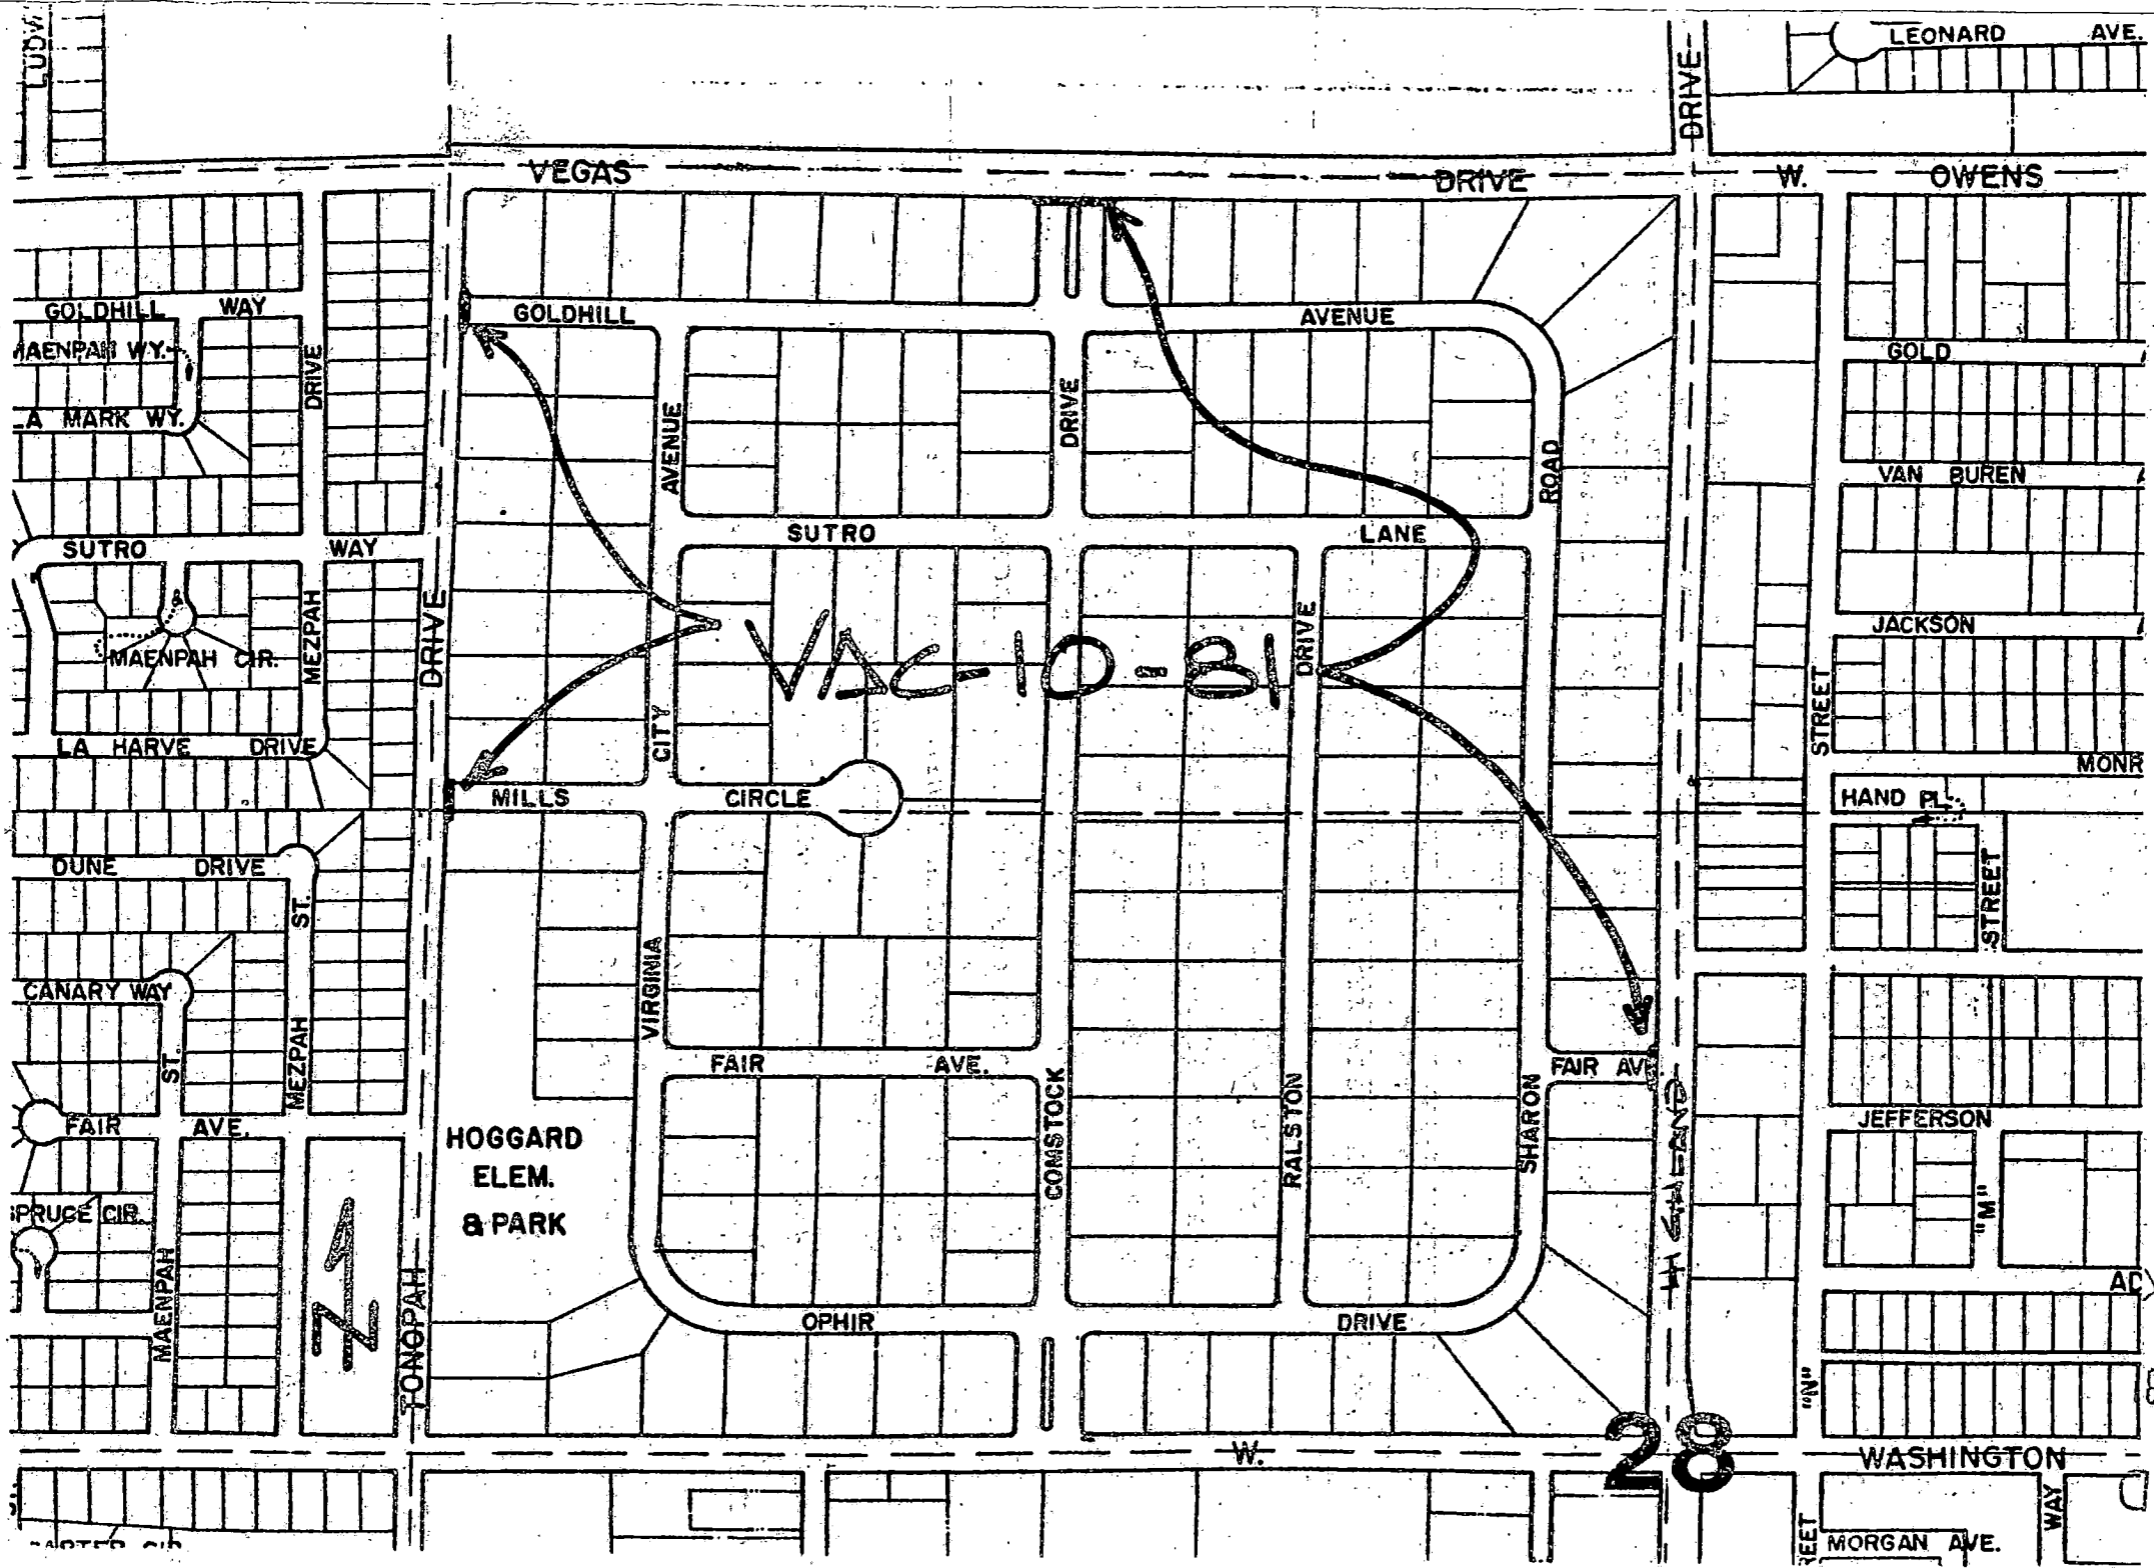 LEONARD AVE.
DRIVE
VEGAS DRIVE
W. OWENS
GOLDHILL WAY
GOLDHILL AVENUE
MAENPAH WY.
DRIVE
GOLD
LA MARK WY.
AVENUE
DRIVE
ROAD
VAN BUREN
SUTRO WAY
SUTRO LANE
MAENPAH CIR.
MEZPAH
DRIVE
VAC-10-81
DRIVE
JACKSON
STREET
LA HARVE DRIVE
CITY
MONR
MILLS CIRCLE
HAND PL.
DUNE DRIVE
ST.
STREET
CANARY WAY
VIRGINIA
ST.
MEZPAH
FAIR AVE.
FAIR AV
FAIR AVE.
HOGGARD
ELEM.
& PARK
COMSTOCK
RALSTON
SHARON
HIGHLAND
JEFFERSON
"M"
SPRUCE CIR.
N
MAENPAH
TONOPAH
OPHIR DRIVE
AD
"N"
28
W. WASHINGTON
WAY
MORGAN AVE.